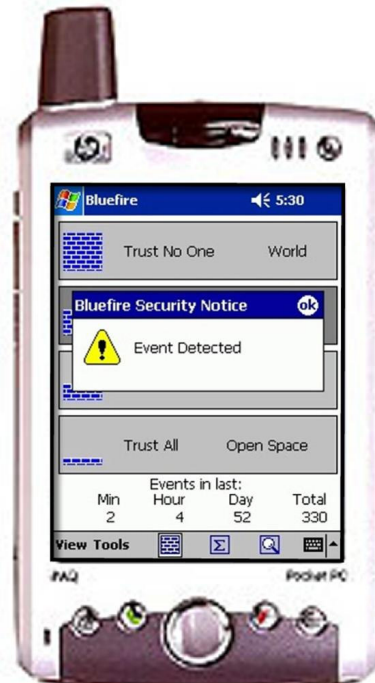 hp
Bluefire 5:30
Trust No One World
Bluefire Security Notice ok
Event Detected
Trust All Open Space
Events in last:
Min Hour Day Total
2 4 52 330
View Tools
iPAQ Pocket PC